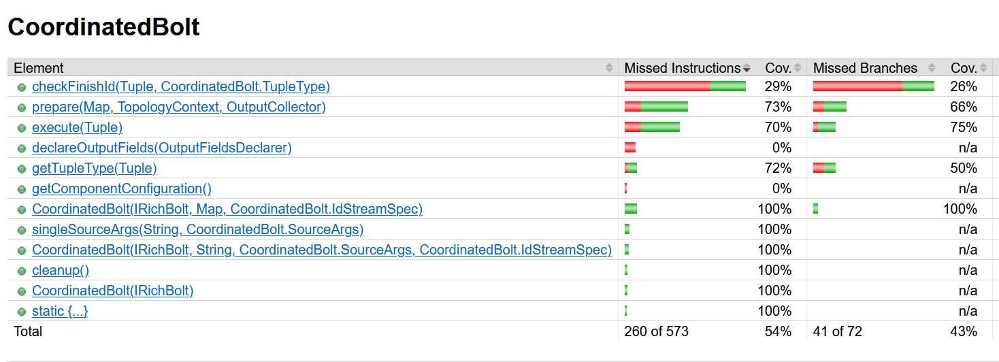 CoordinatedBolt
Element Missed Instructions Cov. Missed Branches Cov.
checkFinishId(Tuple, CoordinatedBolt.TupleType) 29% 26%
prepare(Map, TopologyContext, OutputCollector) 73% 66%
execute(Tuple) 70% 75%
declareOutputFields(OutputFieldsDeclarer) 0% n/a
getTupleType(Tuple) 72% 50%
getComponentConfiguration() 0% n/a
CoordinatedBolt(IRichBolt, Map, CoordinatedBolt.IdStreamSpec) 100% 100%
singleSourceArgs(String, CoordinatedBolt.SourceArgs) 100% n/a
CoordinatedBolt(IRichBolt, String, CoordinatedBolt.SourceArgs, CoordinatedBolt.IdStreamSpec) 100% n/a
cleanup() 100% n/a
CoordinatedBolt(IRichBolt) 100% n/a
static {...} 100% n/a
Total 260 of 573 54% 41 of 72 43%